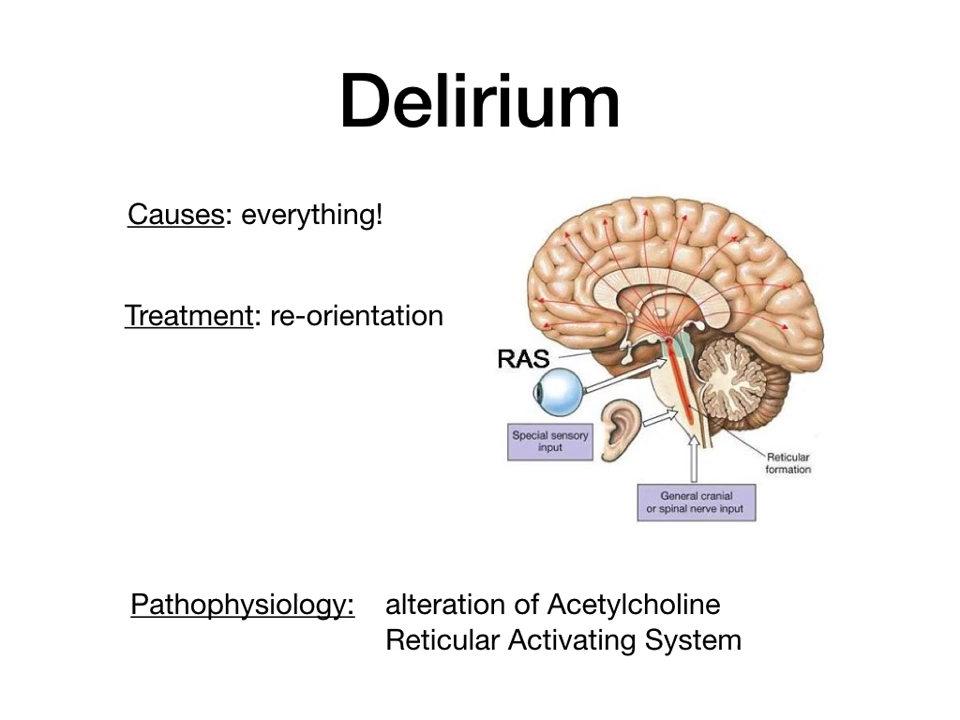 Delirium
Causes: everything!
Treatment: re-orientation
RAS
Special sensory
input
Reticular
formation
General cranial
or spinal nerve input
Pathophysiology: alteration of Acetylcholine
Reticular Activating System